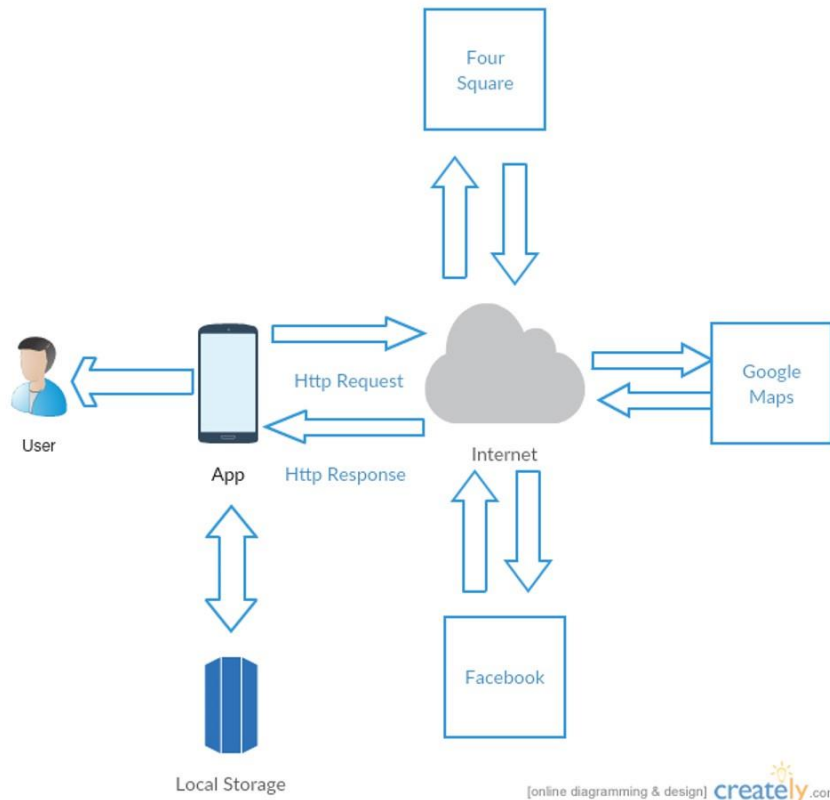 Four
Square
Http Request
Google
Maps
User
Internet
App
Http Response
Facebook
Local Storage
[online diagramming & design] creately.com